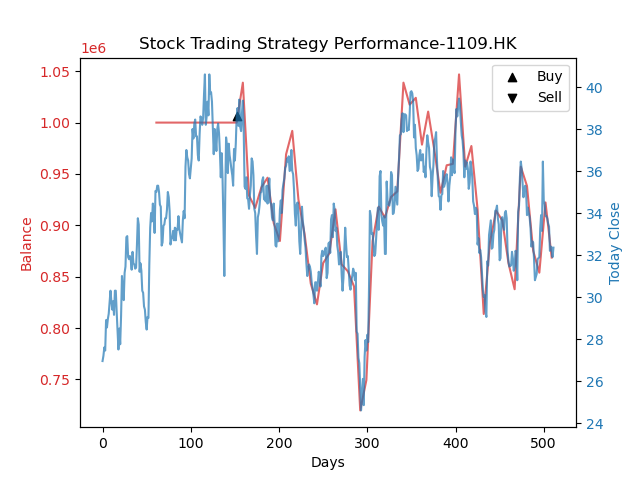 Stock Trading Strategy Performance-1109.HK
1e6
1.05
1.00
0.95
0.90
0.85
0.80
0.75
Balance
Buy
Sell
40
38
36
34
32
30
28
26
24
Today Close
0 100 200 300 400 500
Days